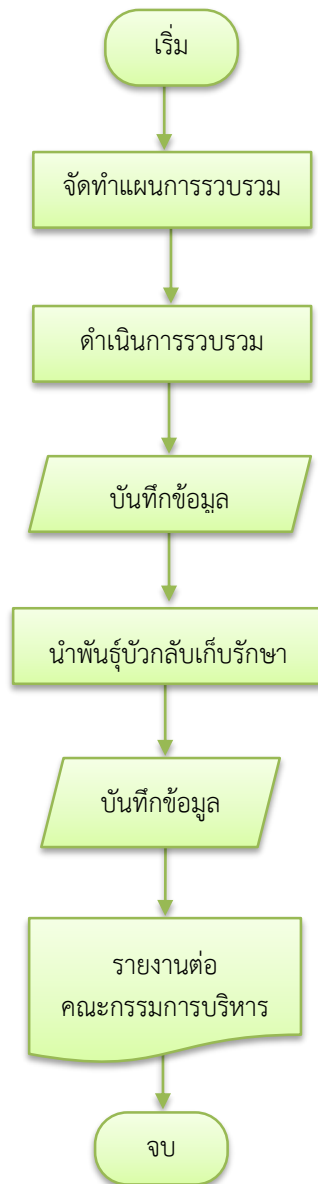 เริ่ม
จัดทำแผนการรวบรวม
ดำเนินการรวบรวม
บันทึกข้อมูล
นำพันธุ์บัวกลับเก็บรักษา
บันทึกข้อมูล
รายงานต่อ
คณะกรรมการบริหาร
จบ